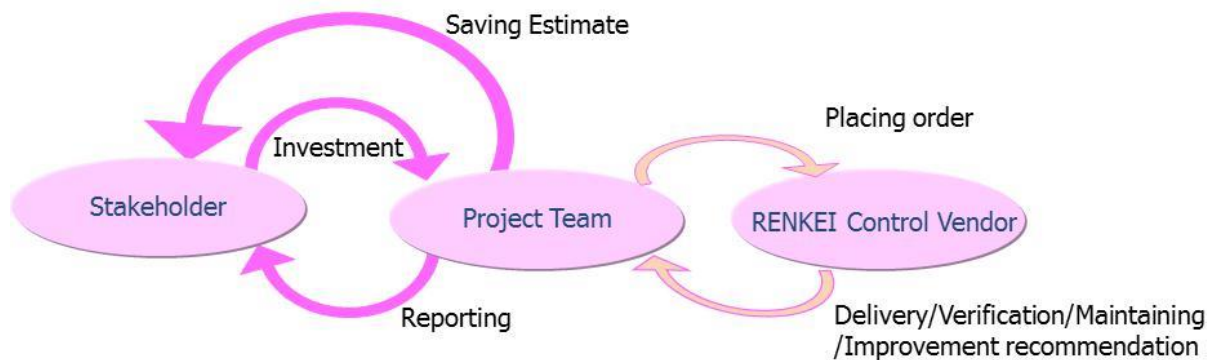 Saving Estimate
Placing order
Investment
Stakeholder
Project Team
RENKEI Control Vendor
Reporting
Delivery/Verification/Maintaining
/Improvement recommendation